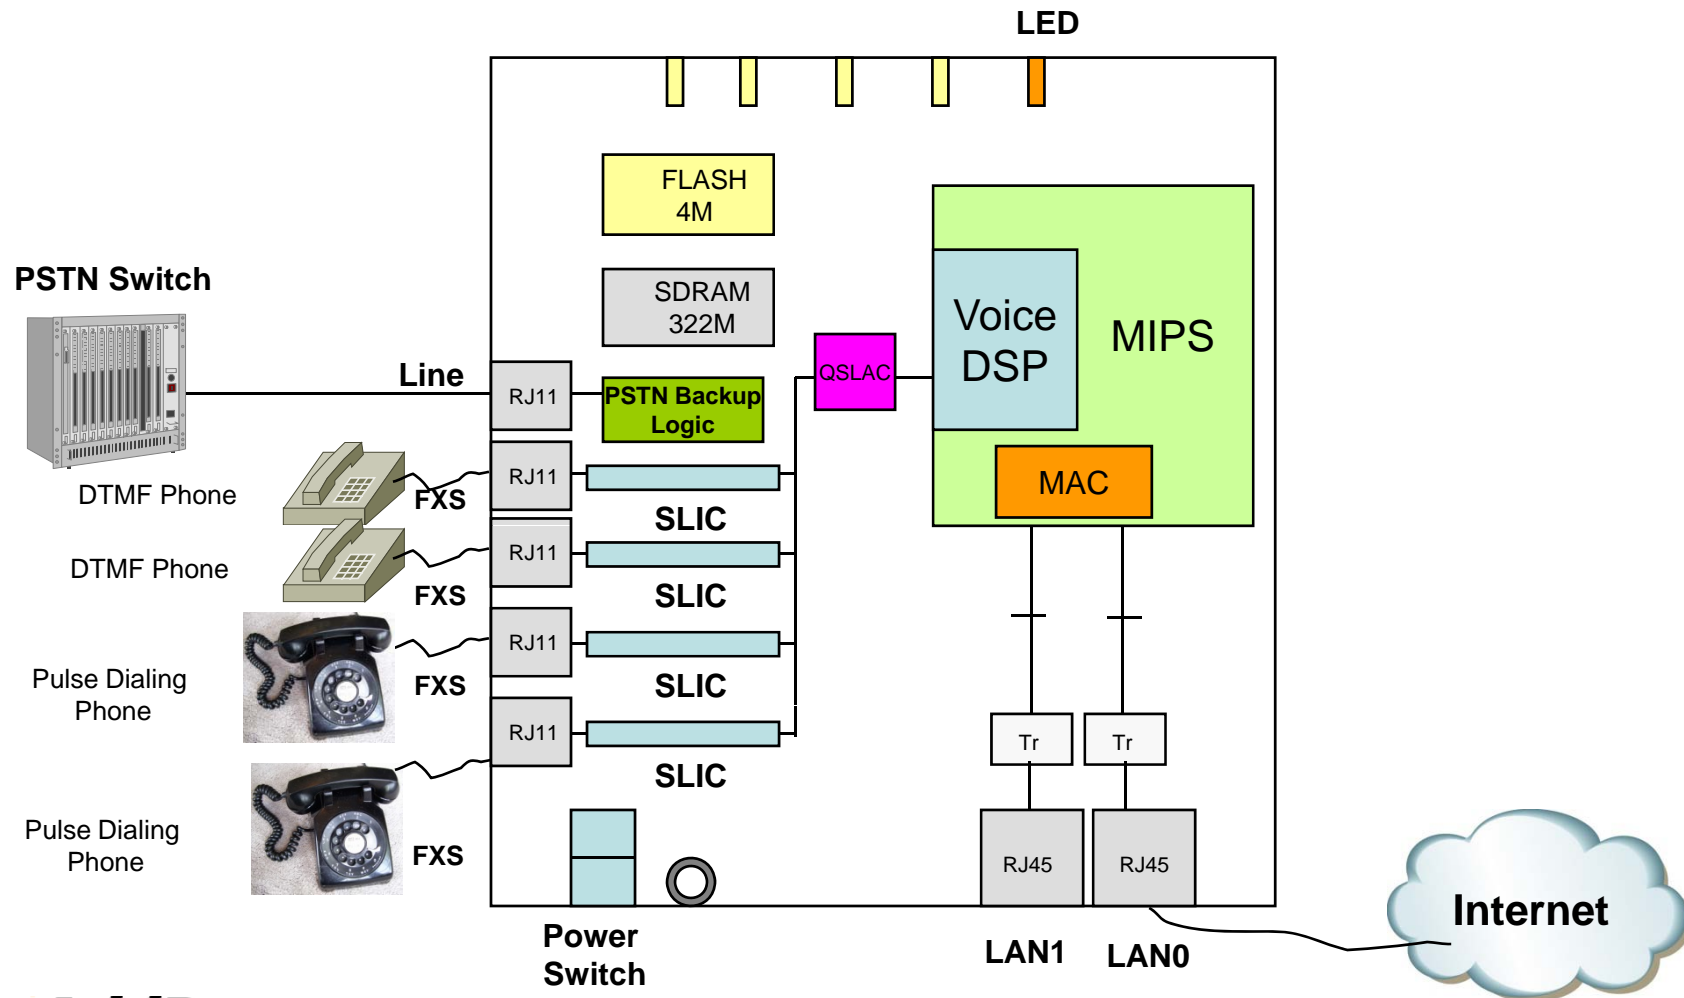 LED
FLASH
4M
PSTN Switch
SDRAM
322M
Voice
DSP
MIPS
QSLAC
Line
RJ11
PSTN Backup
Logic
DTMF Phone
FXS
RJ11
SLIC
MAC
DTMF Phone
FXS
RJ11
SLIC
Pulse Dialing
Phone
FXS
RJ11
SLIC
RJ11
SLIC
Tr
Tr
Pulse Dialing
Phone
FXS
RJ45
RJ45
Internet
Power
Switch
LAN1
LAN0